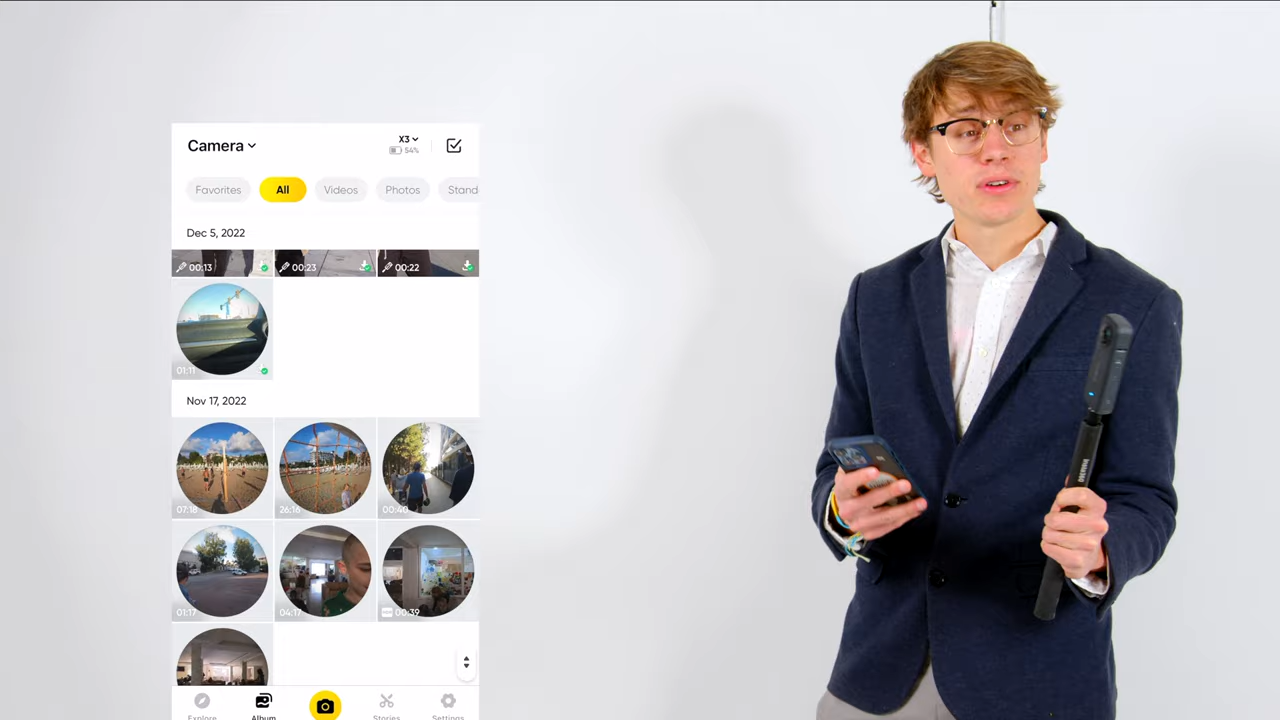 Camera
X3
54%
Favorites
All
Videos
Photos
Stand
Dec 5, 2022
00:13
00:23
00:22
01:11
Nov 17, 2022
07:18
26:16
00:40
01:17
04:17
00:39
Explore
Album
Stories
Settings
Insta360